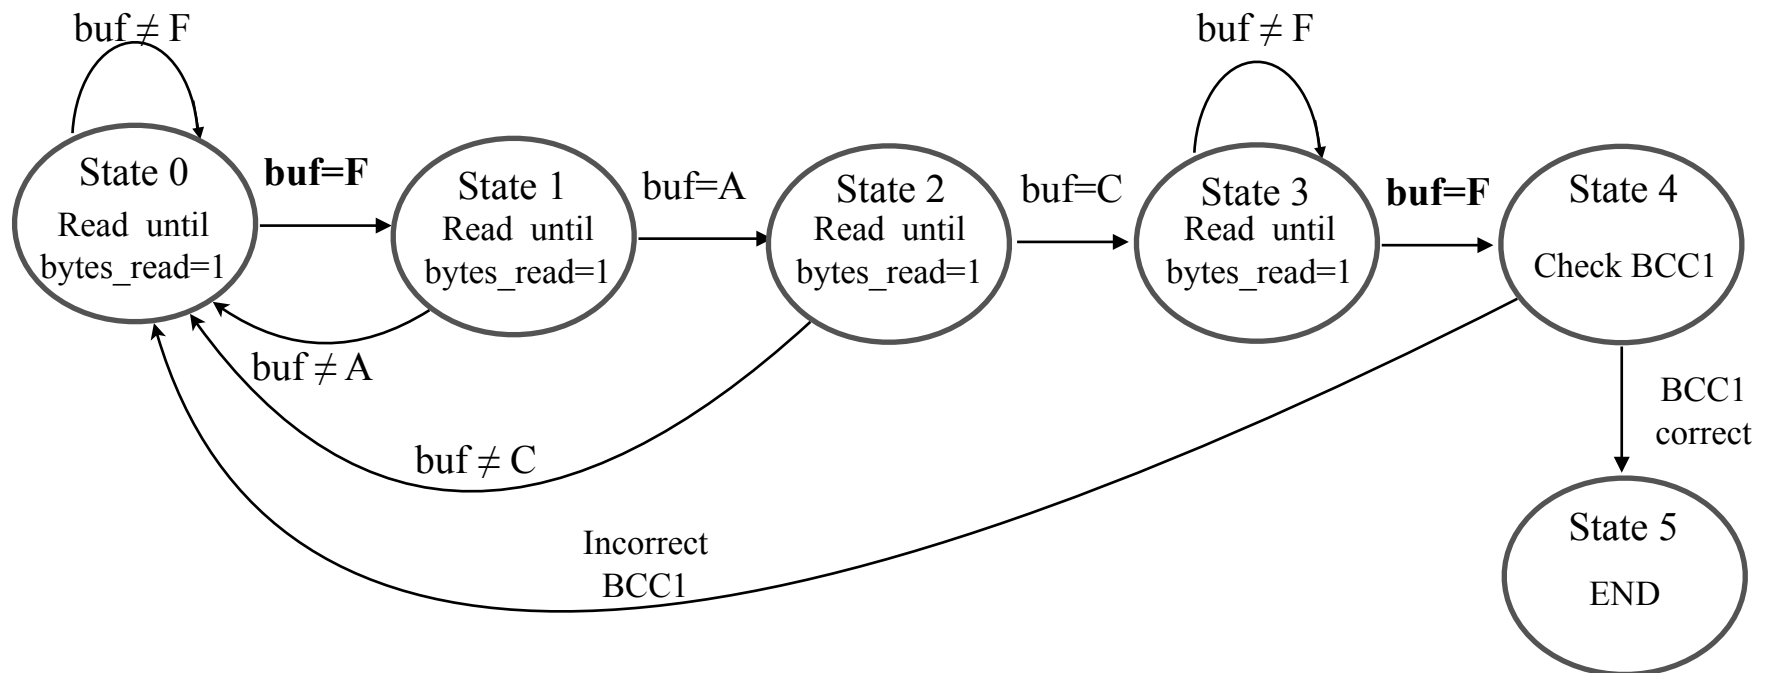 buf ≠ F
buf ≠ F
State 0
Read until
bytes_read=1
buf=F
State 1
Read until
bytes_read=1
buf=A
State 2
Read until
bytes_read=1
buf=C
State 3
Read until
bytes_read=1
buf=F
State 4
Check BCC1
buf ≠ A
buf ≠ C
Incorrect
BCC1
BCC1
correct
State 5
END